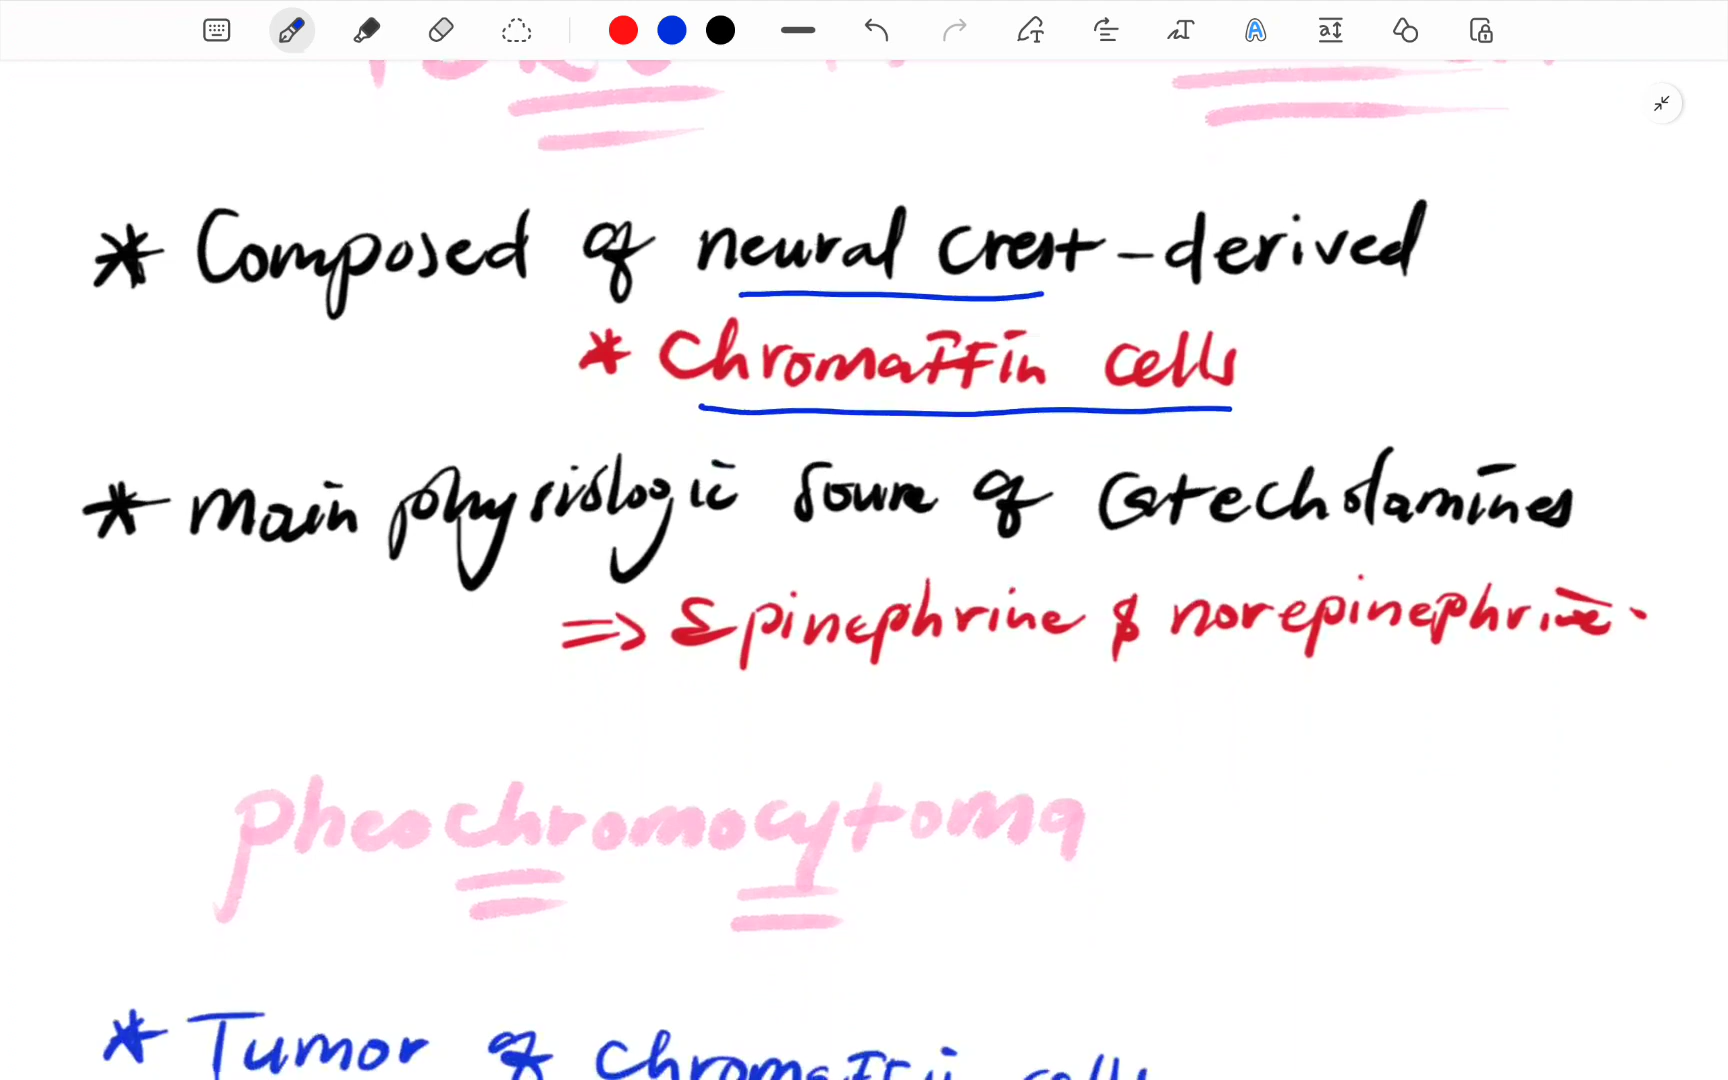 * Composed of neural crest-derived
* Chromaffin cells
* Main physiologic source of Catecholamines
=> Epinephrine & norepinephrine.
pheochromocytoma
* Tumor of chromaffin cells